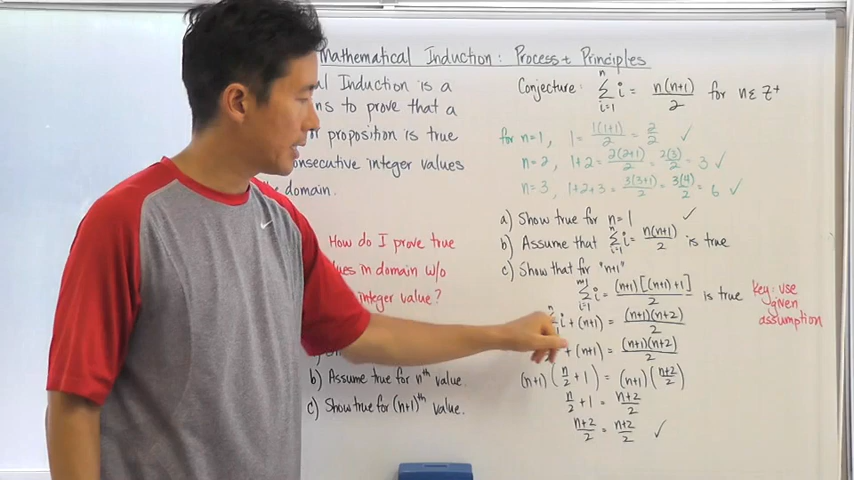 Mathematical Induction: Process + Principles
al Induction is a
ns to prove that a
or proposition is true
onsecutive integer values
domain.
How do I prove true
values in domain w/o
integer value?
b) Assume true for nth value.
c) Show true for (n+1)th value.
Conjecture: n∑i=1 i = n(n+1)/2 for n ε Z+
for n=1, 1 = 1(1+1)/2 = 2/2 ✓
n=2, 1+2 = 2(2+1)/2 = 2(3)/2 = 3 ✓
n=3, 1+2+3 = 3(3+1)/2 = 3(4)/2 = 6 ✓
a) Show true for n=1 ✓
b) Assume that n∑i=1 i = n(n+1)/2 is true
c) Show that for "n+1"
n+1∑i=1 i = (n+1)[(n+1)+1]/2 is true
i + (n+1) = (n+1)(n+2)/2
+ (n+1) = (n+1)(n+2)/2
(n+1)(n/2 + 1) = (n+1)(n+2/2)
n/2 + 1 = n+2/2
n+2/2 = n+2/2 ✓
Key: use
given
assumption